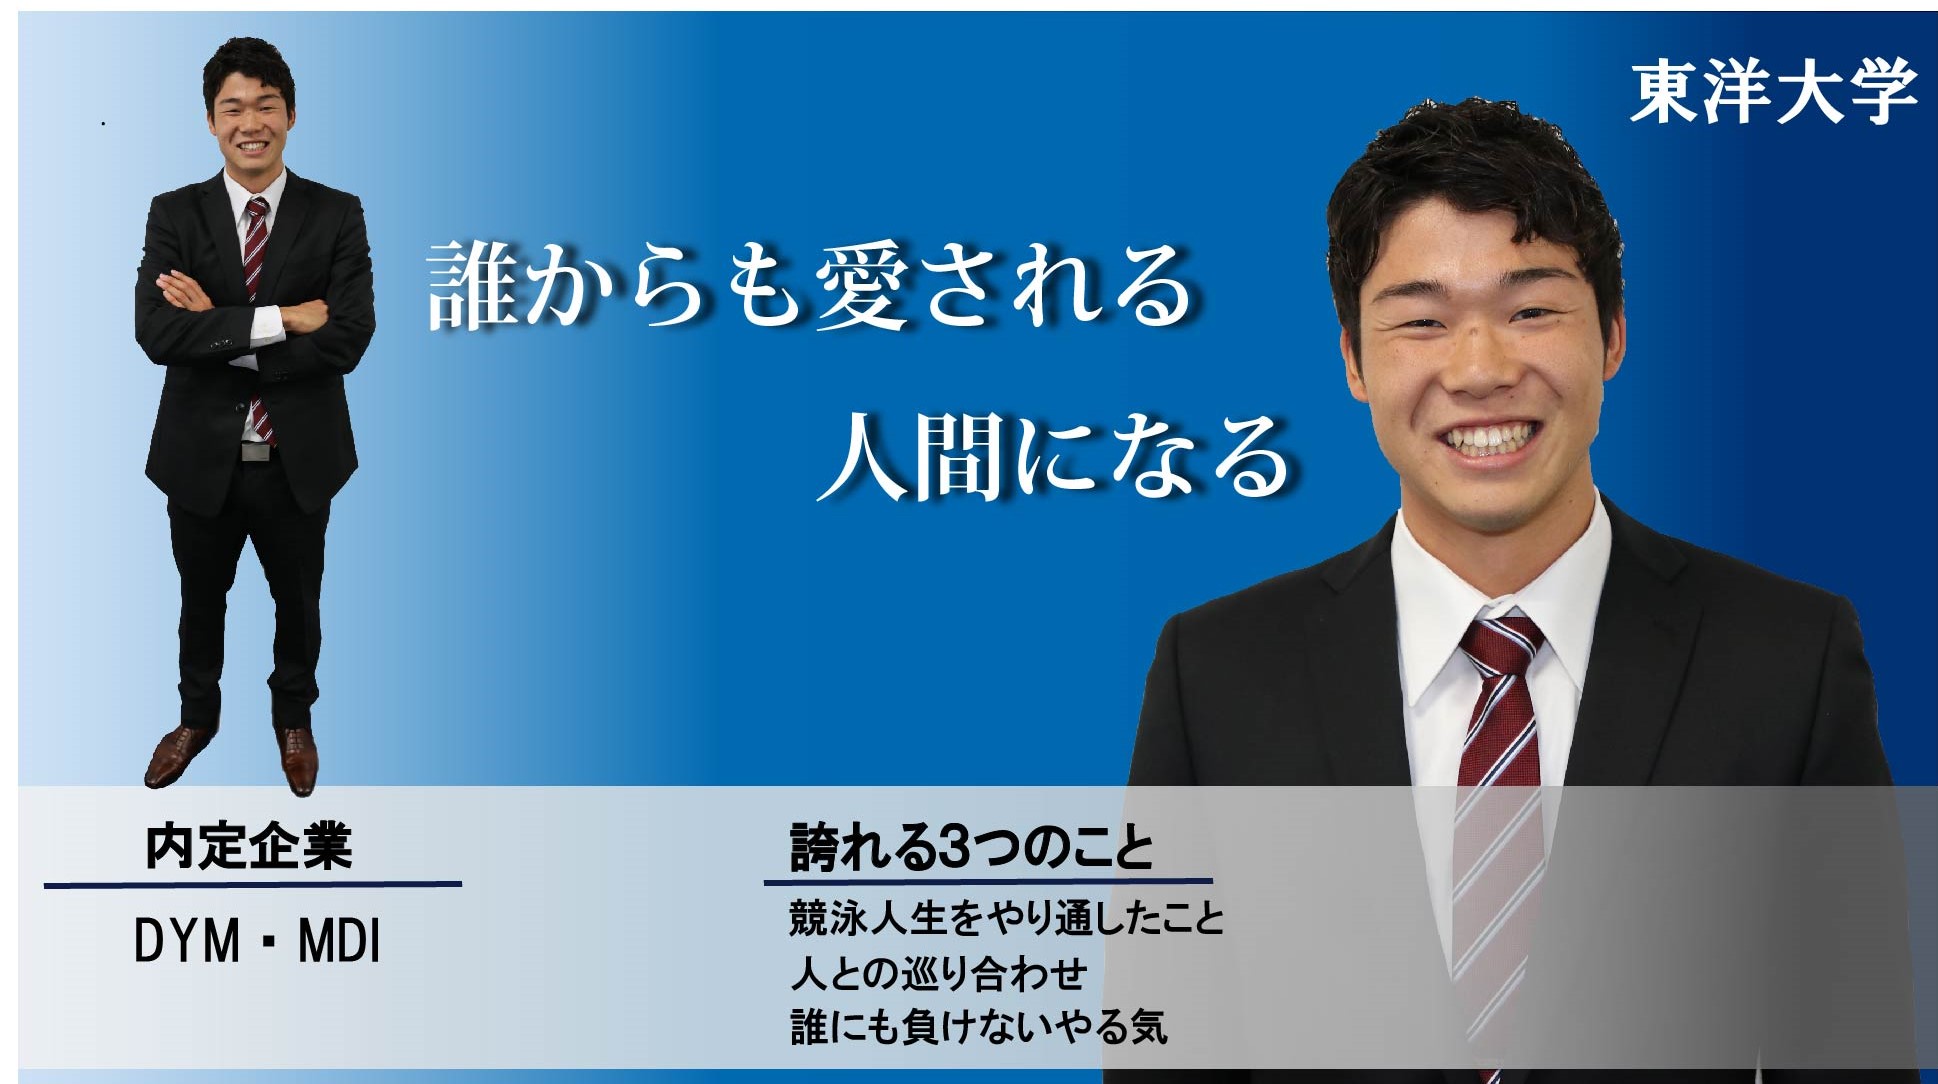 東洋大学
誰からも愛される
人間になる
内定企業
DYM・MDI
誇れる3つのこと
競泳人生をやり通したこと
人との巡り合わせ
誰にも負けないやる気